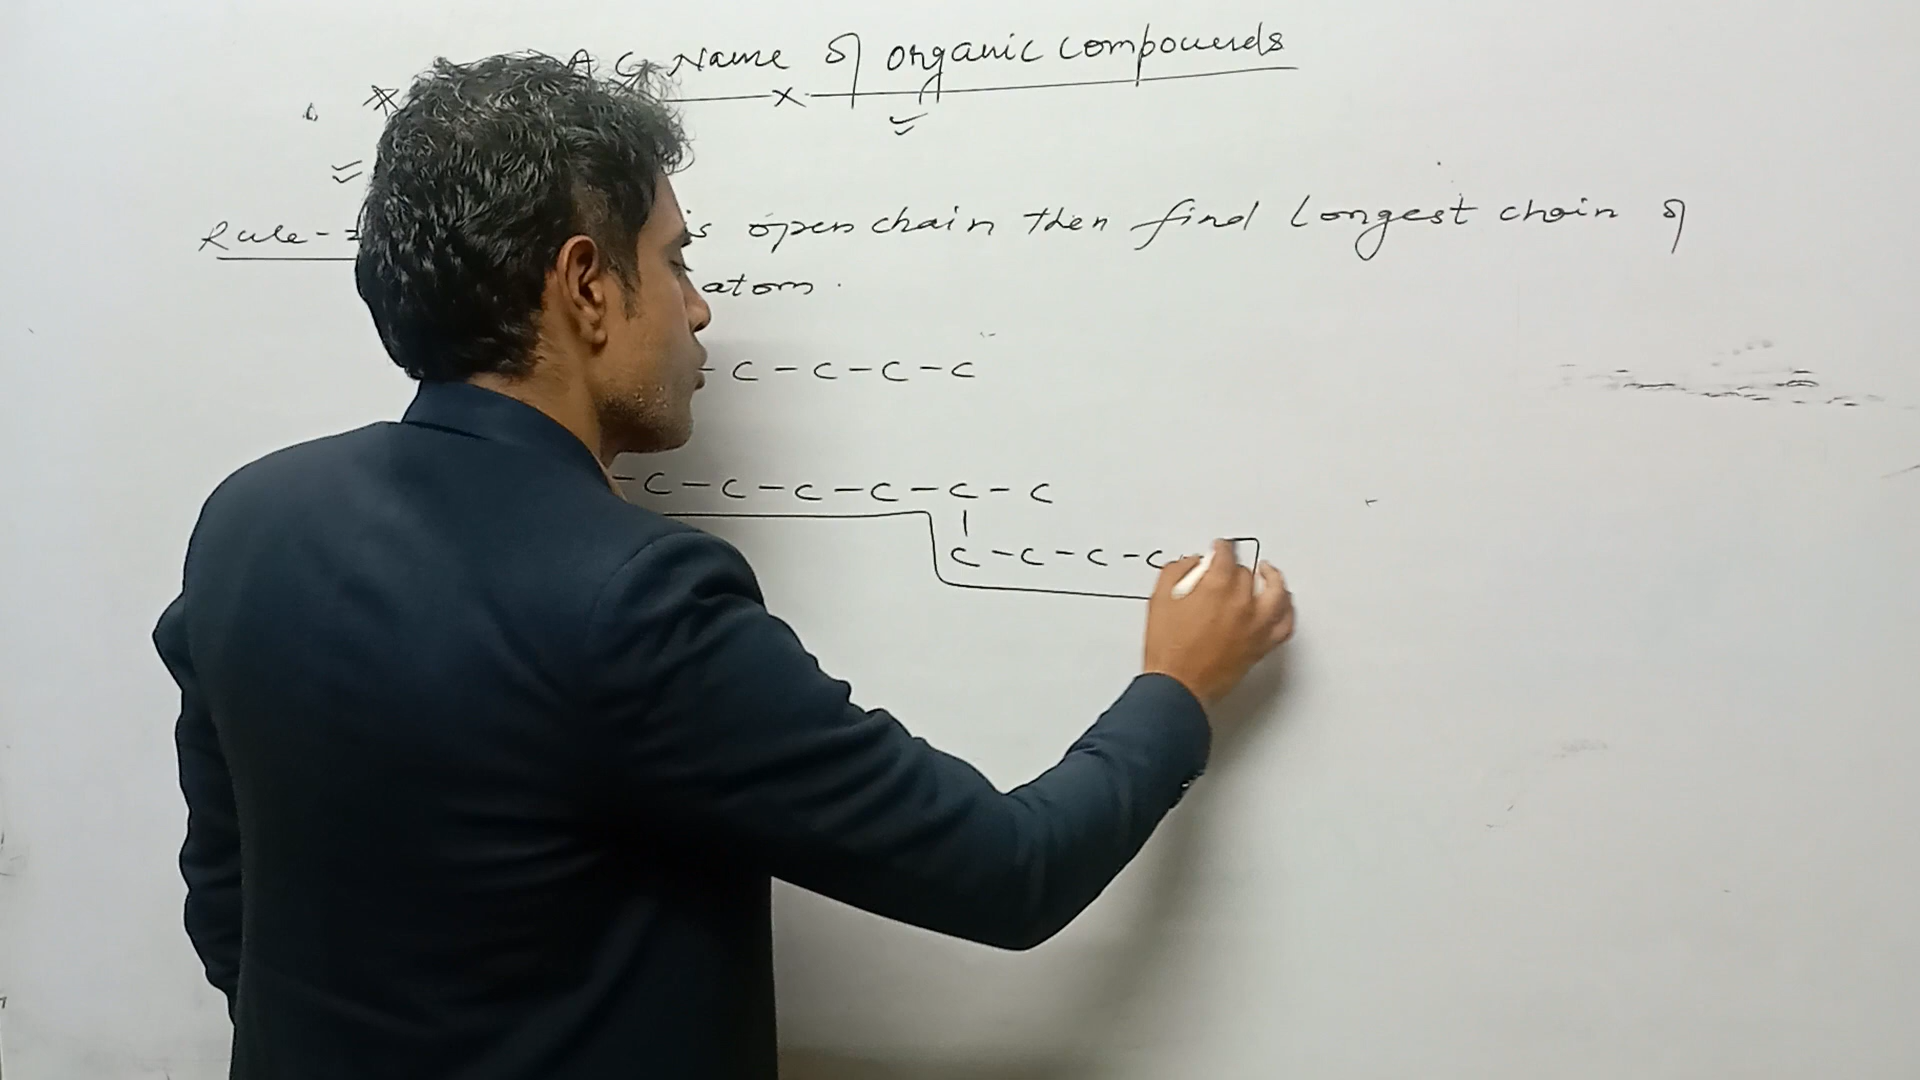 Name of organic compounds
Rule- is open chain then find longest chain of
atom.
- C - C - C - C
- C - C - C - C - C - C
C - C - C - C